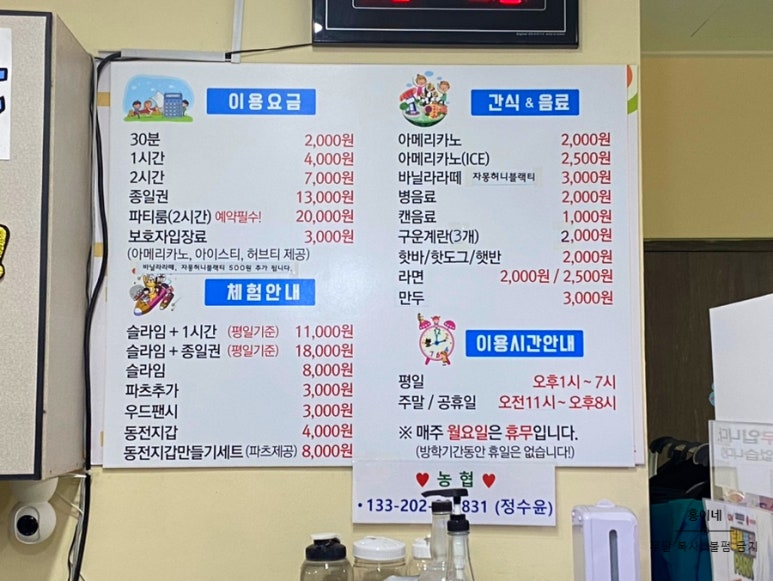 이용요금
30분 2,000원
1시간 4,000원
2시간 7,000원
종일권 13,000원
파티룸(2시간) 예약필수! 20,000원
보호자입장료 3,000원
(아메리카노, 아이스티, 허브티 제공)
바닐라라떼, 자몽허니블랙티 500원 추가 됩니다.
체험안내
슬라임 + 1시간 (평일기준) 11,000원
슬라임 + 종일권 (평일기준) 18,000원
슬라임 8,000원
파츠추가 3,000원
우드팬시 3,000원
동전지갑 4,000원
동전지갑만들기세트 (파츠제공) 8,000원
간식 & 음료
아메리카노 2,000원
아메리카노(ICE) 2,500원
바닐라라떼 자몽허니블랙티 3,000원
병음료 2,000원
캔음료 1,000원
구운계란(3개) 2,000원
핫바/핫도그/햇반 2,000원
라면 2,000원 / 2,500원
만두 3,000원
이용시간안내
평일 오후1시~7시
주말 / 공휴일 오전11시~오후8시
※ 매주 월요일은 휴무입니다.
(방학기간동안 휴일은 없습니다!)
♥ 농협 ♥
• 133-202- 831 (정수윤)